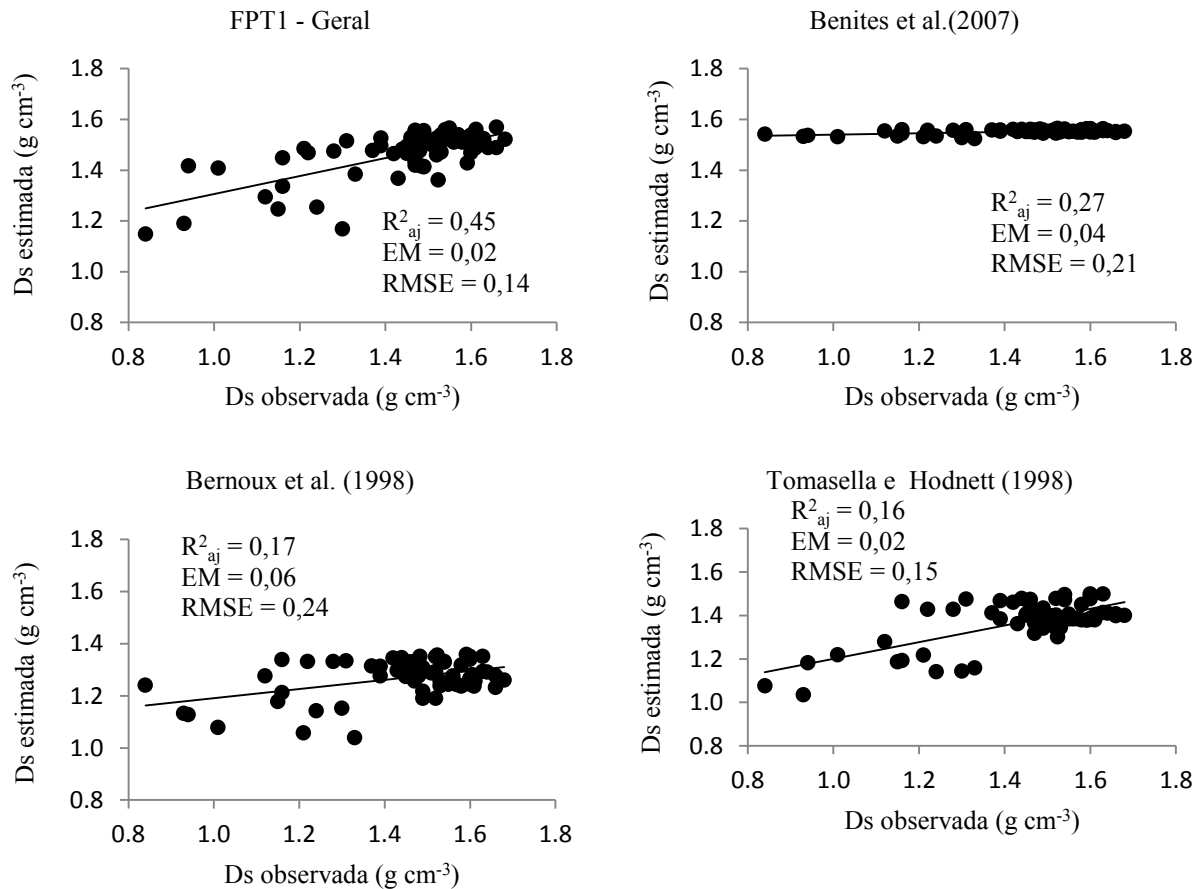 FPT1 - Geral
Ds estimada (g cm⁻³)
1.8
1.6
1.4
1.2
1.0
0.8
R²aj = 0,45
EM = 0,02
RMSE = 0,14
0.8 1.0 1.2 1.4 1.6 1.8
Ds observada (g cm⁻³)
Benites et al.(2007)
Ds estimada (g cm⁻³)
1.8
1.6
1.4
1.2
1.0
0.8
R²aj = 0,27
EM = 0,04
RMSE = 0,21
0.8 1.0 1.2 1.4 1.6 1.8
Ds observada (g cm⁻³)
Bernoux et al. (1998)
R²aj = 0,17
EM = 0,06
RMSE = 0,24
Ds estimada (g cm⁻³)
1.8
1.6
1.4
1.2
1.0
0.8
0.8 1.0 1.2 1.4 1.6 1.8
Ds observada (g cm⁻³)
Tomasella e Hodnett (1998)
R²aj = 0,16
EM = 0,02
RMSE = 0,15
Ds estimada (g cm⁻³)
1.8
1.6
1.4
1.2
1.0
0.8
0.8 1.0 1.2 1.4 1.6 1.8
Ds observada (g cm⁻³)